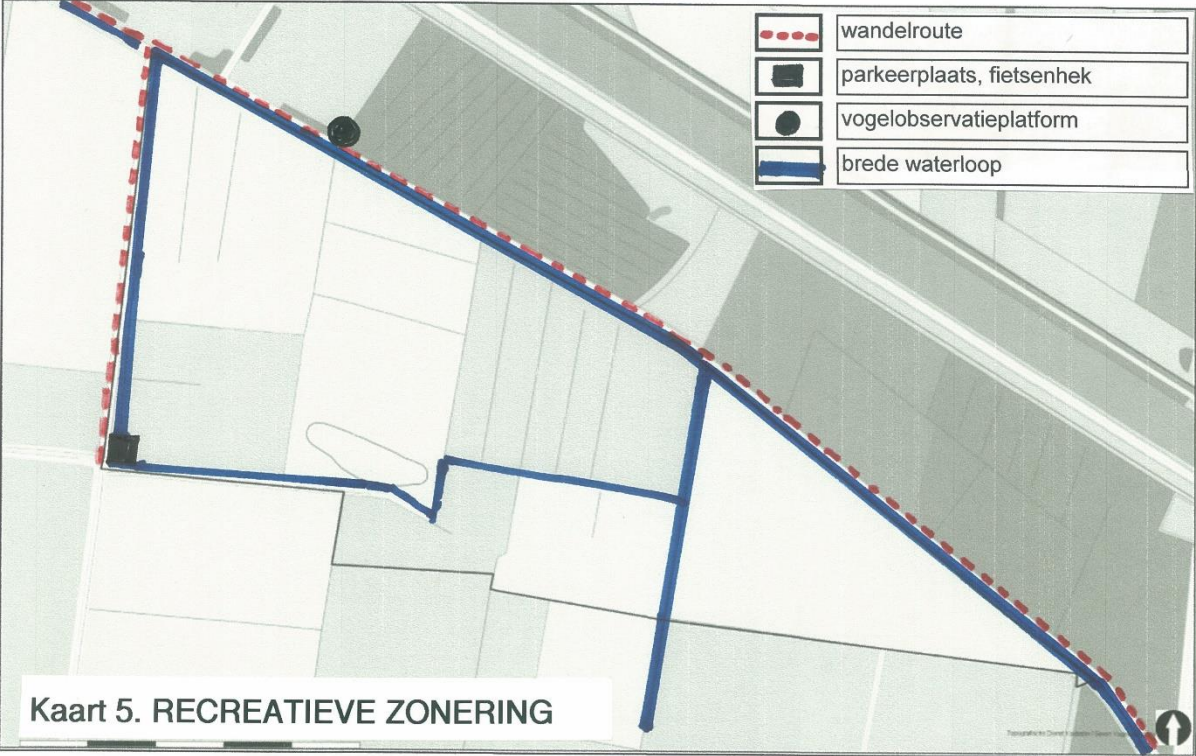 wandelroute
parkeerplaats, fietsenhek
vogelobservatieplatform
brede waterloop
Kaart 5. RECREATIEVE ZONERING